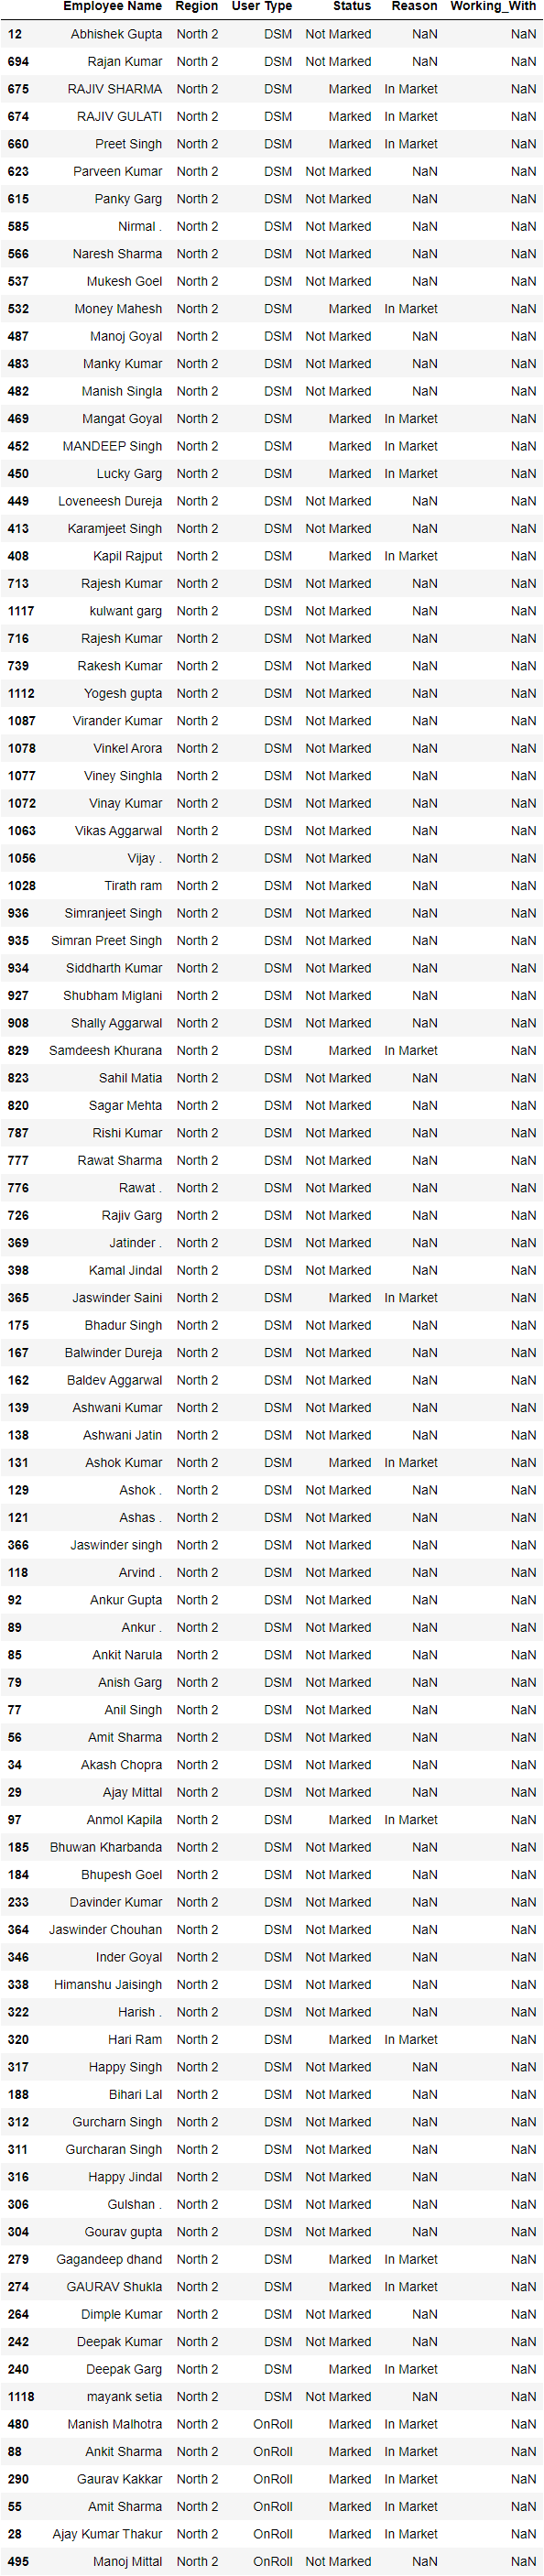 Employee Name Region User Type Status Reason Working_With
12 Abhishek Gupta North 2 DSM Not Marked NaN NaN
694 Rajan Kumar North 2 DSM Not Marked NaN NaN
675 RAJIV SHARMA North 2 DSM Marked In Market NaN
674 RAJIV GULATI North 2 DSM Marked In Market NaN
660 Preet Singh North 2 DSM Marked In Market NaN
623 Parveen Kumar North 2 DSM Not Marked NaN NaN
615 Panky Garg North 2 DSM Not Marked NaN NaN
585 Nirmal . North 2 DSM Not Marked NaN NaN
566 Naresh Sharma North 2 DSM Not Marked NaN NaN
537 Mukesh Goel North 2 DSM Not Marked NaN NaN
532 Money Mahesh North 2 DSM Marked In Market NaN
487 Manoj Goyal North 2 DSM Not Marked NaN NaN
483 Manky Kumar North 2 DSM Not Marked NaN NaN
482 Manish Singla North 2 DSM Not Marked NaN NaN
469 Mangat Goyal North 2 DSM Marked In Market NaN
452 MANDEEP Singh North 2 DSM Marked In Market NaN
450 Lucky Garg North 2 DSM Marked In Market NaN
449 Loveneesh Dureja North 2 DSM Not Marked NaN NaN
413 Karamjeet Singh North 2 DSM Not Marked NaN NaN
408 Kapil Rajput North 2 DSM Marked In Market NaN
713 Rajesh Kumar North 2 DSM Not Marked NaN NaN
1117 kulwant garg North 2 DSM Not Marked NaN NaN
716 Rajesh Kumar North 2 DSM Not Marked NaN NaN
739 Rakesh Kumar North 2 DSM Not Marked NaN NaN
1112 Yogesh gupta North 2 DSM Not Marked NaN NaN
1087 Virander Kumar North 2 DSM Not Marked NaN NaN
1078 Vinkel Arora North 2 DSM Not Marked NaN NaN
1077 Viney Singhla North 2 DSM Not Marked NaN NaN
1072 Vinay Kumar North 2 DSM Not Marked NaN NaN
1063 Vikas Aggarwal North 2 DSM Not Marked NaN NaN
1056 Vijay . North 2 DSM Not Marked NaN NaN
1028 Tirath ram North 2 DSM Not Marked NaN NaN
936 Simranjeet Singh North 2 DSM Not Marked NaN NaN
935 Simran Preet Singh North 2 DSM Not Marked NaN NaN
934 Siddharth Kumar North 2 DSM Not Marked NaN NaN
927 Shubham Miglani North 2 DSM Not Marked NaN NaN
908 Shally Aggarwal North 2 DSM Not Marked NaN NaN
829 Samdeesh Khurana North 2 DSM Marked In Market NaN
823 Sahil Matia North 2 DSM Not Marked NaN NaN
820 Sagar Mehta North 2 DSM Not Marked NaN NaN
787 Rishi Kumar North 2 DSM Not Marked NaN NaN
777 Rawat Sharma North 2 DSM Not Marked NaN NaN
776 Rawat . North 2 DSM Not Marked NaN NaN
726 Rajiv Garg North 2 DSM Not Marked NaN NaN
369 Jatinder . North 2 DSM Not Marked NaN NaN
398 Kamal Jindal North 2 DSM Not Marked NaN NaN
365 Jaswinder Saini North 2 DSM Marked In Market NaN
175 Bhadur Singh North 2 DSM Not Marked NaN NaN
167 Balwinder Dureja North 2 DSM Not Marked NaN NaN
162 Baldev Aggarwal North 2 DSM Not Marked NaN NaN
139 Ashwani Kumar North 2 DSM Not Marked NaN NaN
138 Ashwani Jatin North 2 DSM Not Marked NaN NaN
131 Ashok Kumar North 2 DSM Marked In Market NaN
129 Ashok . North 2 DSM Not Marked NaN NaN
121 Ashas . North 2 DSM Not Marked NaN NaN
366 Jaswinder singh North 2 DSM Not Marked NaN NaN
118 Arvind . North 2 DSM Not Marked NaN NaN
92 Ankur Gupta North 2 DSM Not Marked NaN NaN
89 Ankur . North 2 DSM Not Marked NaN NaN
85 Ankit Narula North 2 DSM Not Marked NaN NaN
79 Anish Garg North 2 DSM Not Marked NaN NaN
77 Anil Singh North 2 DSM Not Marked NaN NaN
56 Amit Sharma North 2 DSM Not Marked NaN NaN
34 Akash Chopra North 2 DSM Not Marked NaN NaN
29 Ajay Mittal North 2 DSM Not Marked NaN NaN
97 Anmol Kapila North 2 DSM Marked In Market NaN
185 Bhuwan Kharbanda North 2 DSM Not Marked NaN NaN
184 Bhupesh Goel North 2 DSM Not Marked NaN NaN
233 Davinder Kumar North 2 DSM Not Marked NaN NaN
364 Jaswinder Chouhan North 2 DSM Not Marked NaN NaN
346 Inder Goyal North 2 DSM Not Marked NaN NaN
338 Himanshu Jaisingh North 2 DSM Not Marked NaN NaN
322 Harish . North 2 DSM Not Marked NaN NaN
320 Hari Ram North 2 DSM Marked In Market NaN
317 Happy Singh North 2 DSM Not Marked NaN NaN
188 Bihari Lal North 2 DSM Not Marked NaN NaN
312 Gurcharn Singh North 2 DSM Not Marked NaN NaN
311 Gurcharan Singh North 2 DSM Not Marked NaN NaN
316 Happy Jindal North 2 DSM Not Marked NaN NaN
306 Gulshan . North 2 DSM Not Marked NaN NaN
304 Gourav gupta North 2 DSM Not Marked NaN NaN
279 Gagandeep dhand North 2 DSM Marked In Market NaN
274 GAURAV Shukla North 2 DSM Marked In Market NaN
264 Dimple Kumar North 2 DSM Not Marked NaN NaN
242 Deepak Kumar North 2 DSM Not Marked NaN NaN
240 Deepak Garg North 2 DSM Marked In Market NaN
1118 mayank setia North 2 DSM Not Marked NaN NaN
480 Manish Malhotra North 2 OnRoll Marked In Market NaN
88 Ankit Sharma North 2 OnRoll Marked In Market NaN
290 Gaurav Kakkar North 2 OnRoll Marked In Market NaN
55 Amit Sharma North 2 OnRoll Marked In Market NaN
28 Ajay Kumar Thakur North 2 OnRoll Marked In Market NaN
495 Manoj Mittal North 2 OnRoll Not Marked NaN NaN